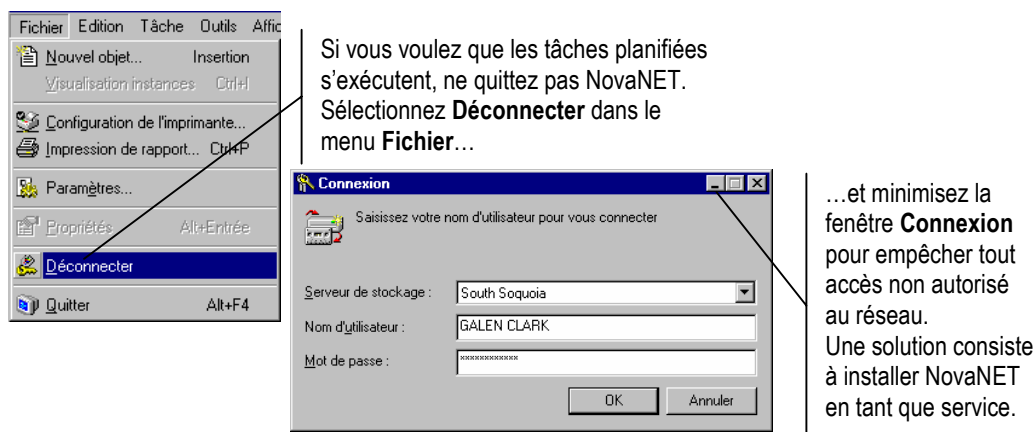 Fichier Edition Tâche Outils Affic
Nouvel objet... Insertion
Visualisation instances Ctrl+I
Configuration de l'imprimante...
Impression de rapport... Ctrl+P
Paramètres...
Propriétés Alt+Entrée
Déconnecter
Quitter Alt+F4
Si vous voulez que les tâches planifiées
s'exécutent, ne quittez pas NovaNET.
Sélectionnez Déconnecter dans le
menu Fichier…
Connexion
Saisissez votre nom d'utilisateur pour vous connecter
Serveur de stockage : South Soquoia
Nom d'utilisateur : GALEN CLARK
Mot de passe : ************
OK Annuler
…et minimisez la
fenêtre Connexion
pour empêcher tout
accès non autorisé
au réseau.
Une solution consiste
à installer NovaNET
en tant que service.